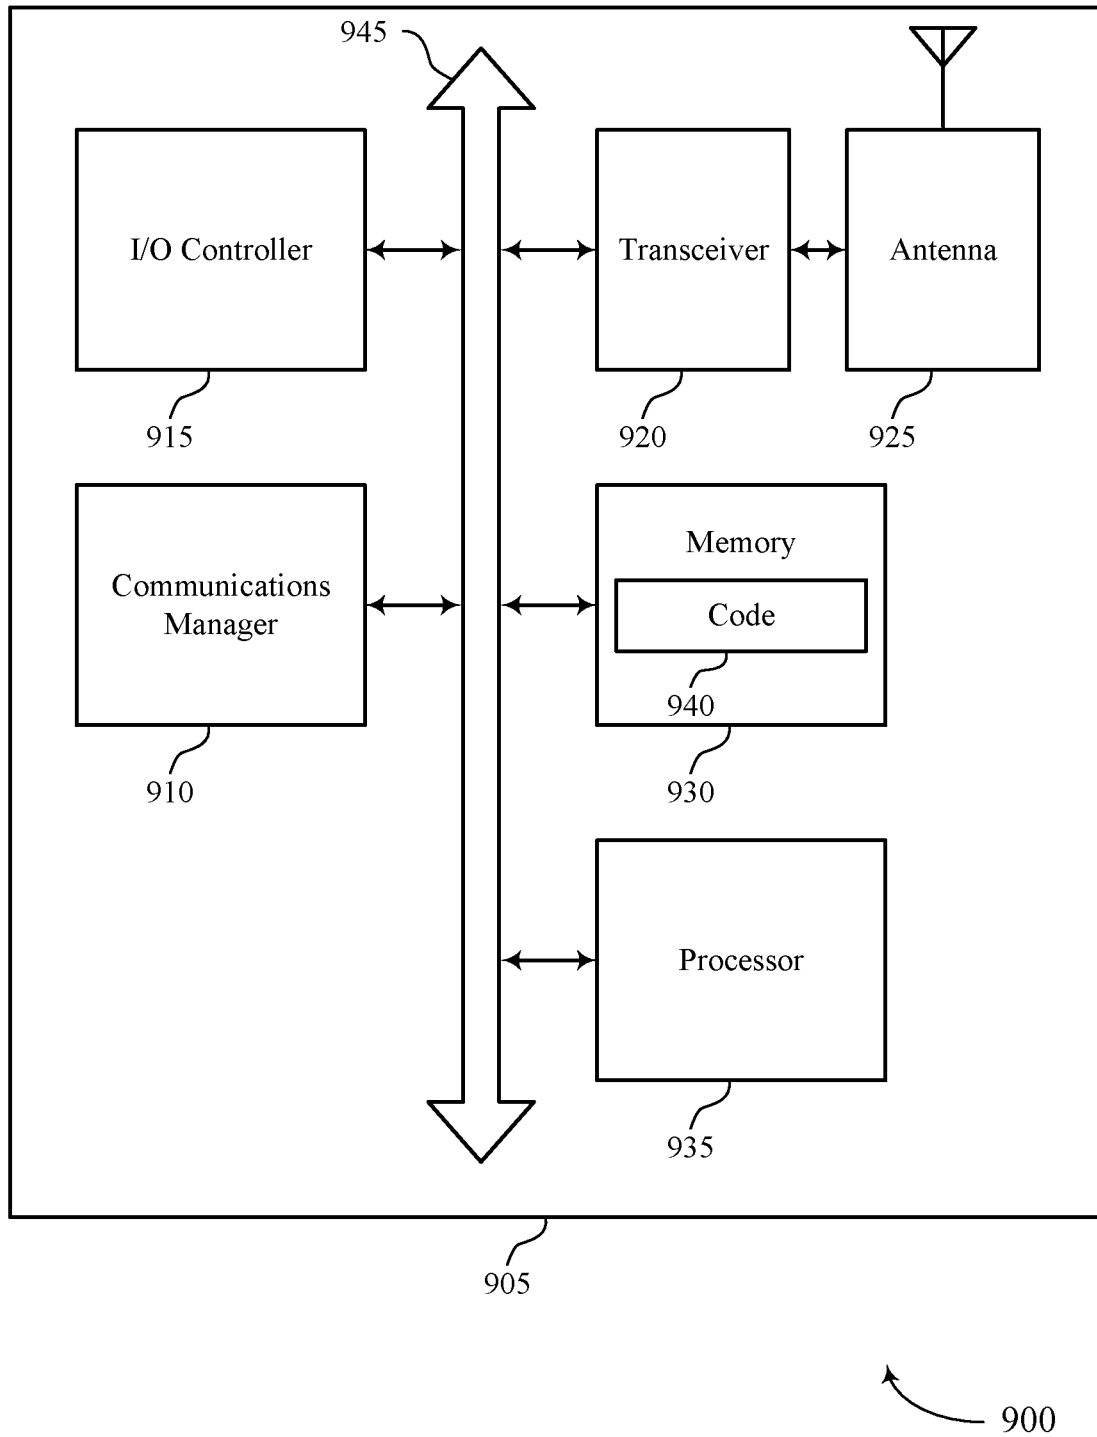 945
I/O Controller
Transceiver
Antenna
915
920
925
Communications
Manager
Memory
Code
940
910
930
Processor
935
905
900